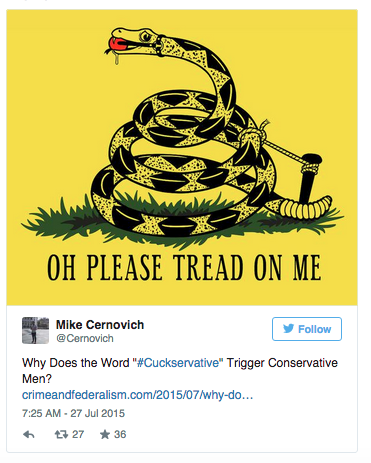 OH PLEASE TREAD ON ME
Mike Cernovich
@Cernovich
Follow
Why Does the Word "#Cuckservative" Trigger Conservative
Men?
crimeandfederalism.com/2015/07/why-do…
7:25 AM - 27 Jul 2015
27 36